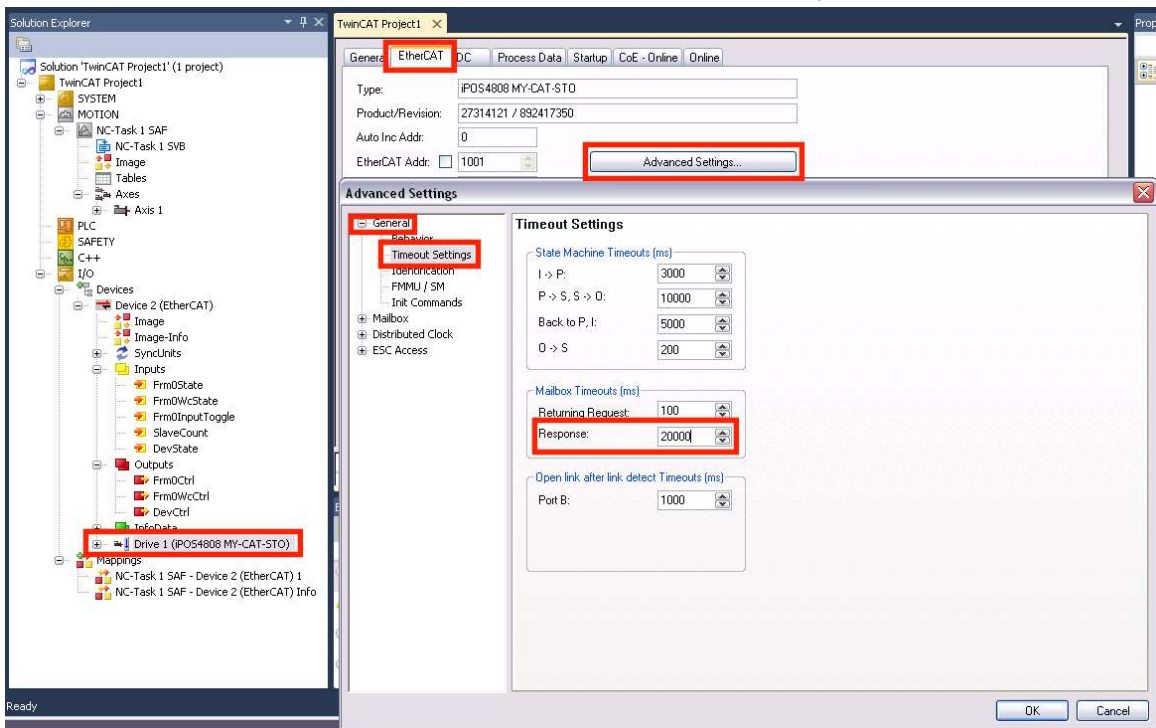 Solution Explorer
Solution 'TwinCAT Project1' (1 project)
TwinCAT Project1
SYSTEM
MOTION
NC-Task 1 SAF
NC-Task 1 SVB
Image
Tables
Axes
Axis 1
PLC
SAFETY
C++
I/O
Devices
Device 2 (EtherCAT)
Image
Image-Info
SyncUnits
Inputs
Frm0State
Frm0WcState
Frm0InputToggle
SlaveCount
DevState
Outputs
Frm0Ctrl
Frm0WcCtrl
DevCtrl
InfoData
Drive 1 (iPOS4808 MY-CAT-STO)
Mappings
NC-Task 1 SAF - Device 2 (EtherCAT) 1
NC-Task 1 SAF - Device 2 (EtherCAT) Info
Ready
TwinCAT Project1
Prop
General EtherCAT DC Process Data Startup CoE - Online Online
Type: iPOS4808 MY-CAT-STO
Product/Revision: 27314121 / 892417350
Auto Inc Addr: 0
EtherCAT Addr: 1001 Advanced Settings...
Advanced Settings
General
Behavior
Timeout Settings
Identification
FMMU / SM
Init Commands
Mailbox
Distributed Clock
ESC Access
Timeout Settings
State Machine Timeouts (ms)
I -> P: 3000
P -> S, S -> O: 10000
Back to P, I: 5000
O -> S 200
Mailbox Timeouts (ms)
Returning Request: 100
Response: 20000
Open link after link detect Timeouts (ms)
Port B: 1000
OK Cancel